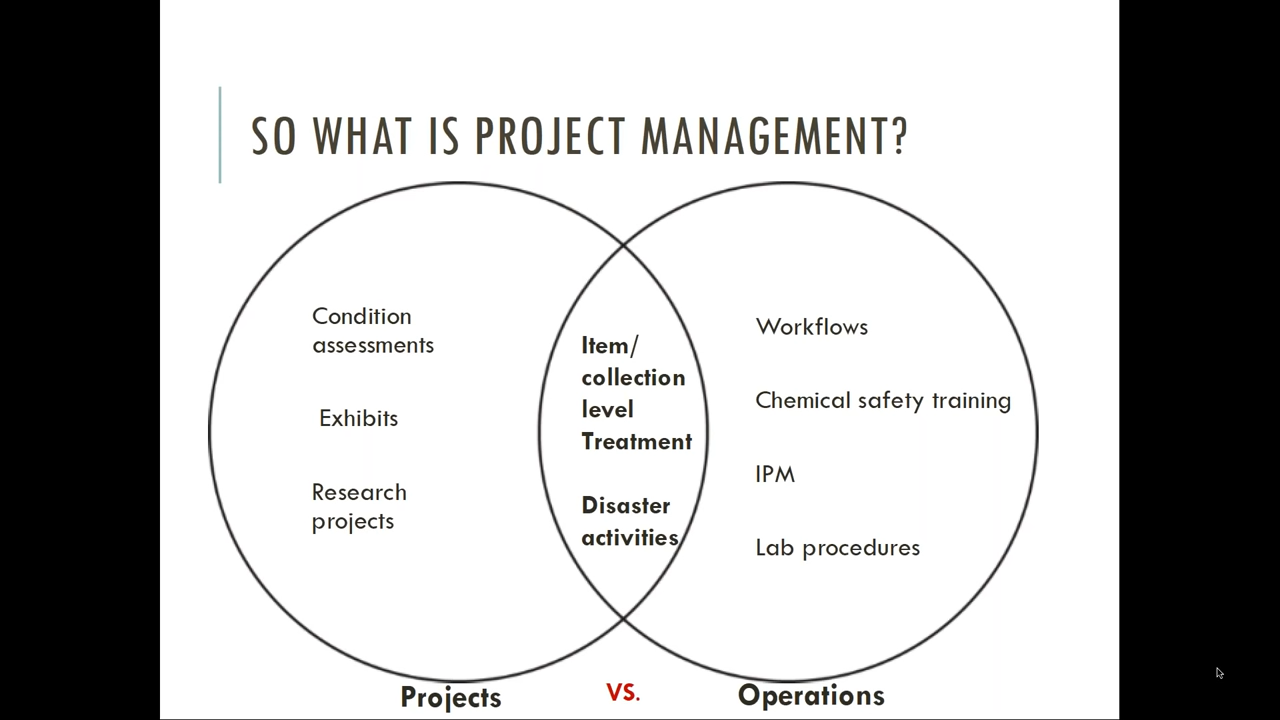 SO WHAT IS PROJECT MANAGEMENT?
Condition
assessments
Exhibits
Research
projects
Item/
collection
level
Treatment
Disaster
activities
Workflows
Chemical safety training
IPM
Lab procedures
Projects
VS.
Operations